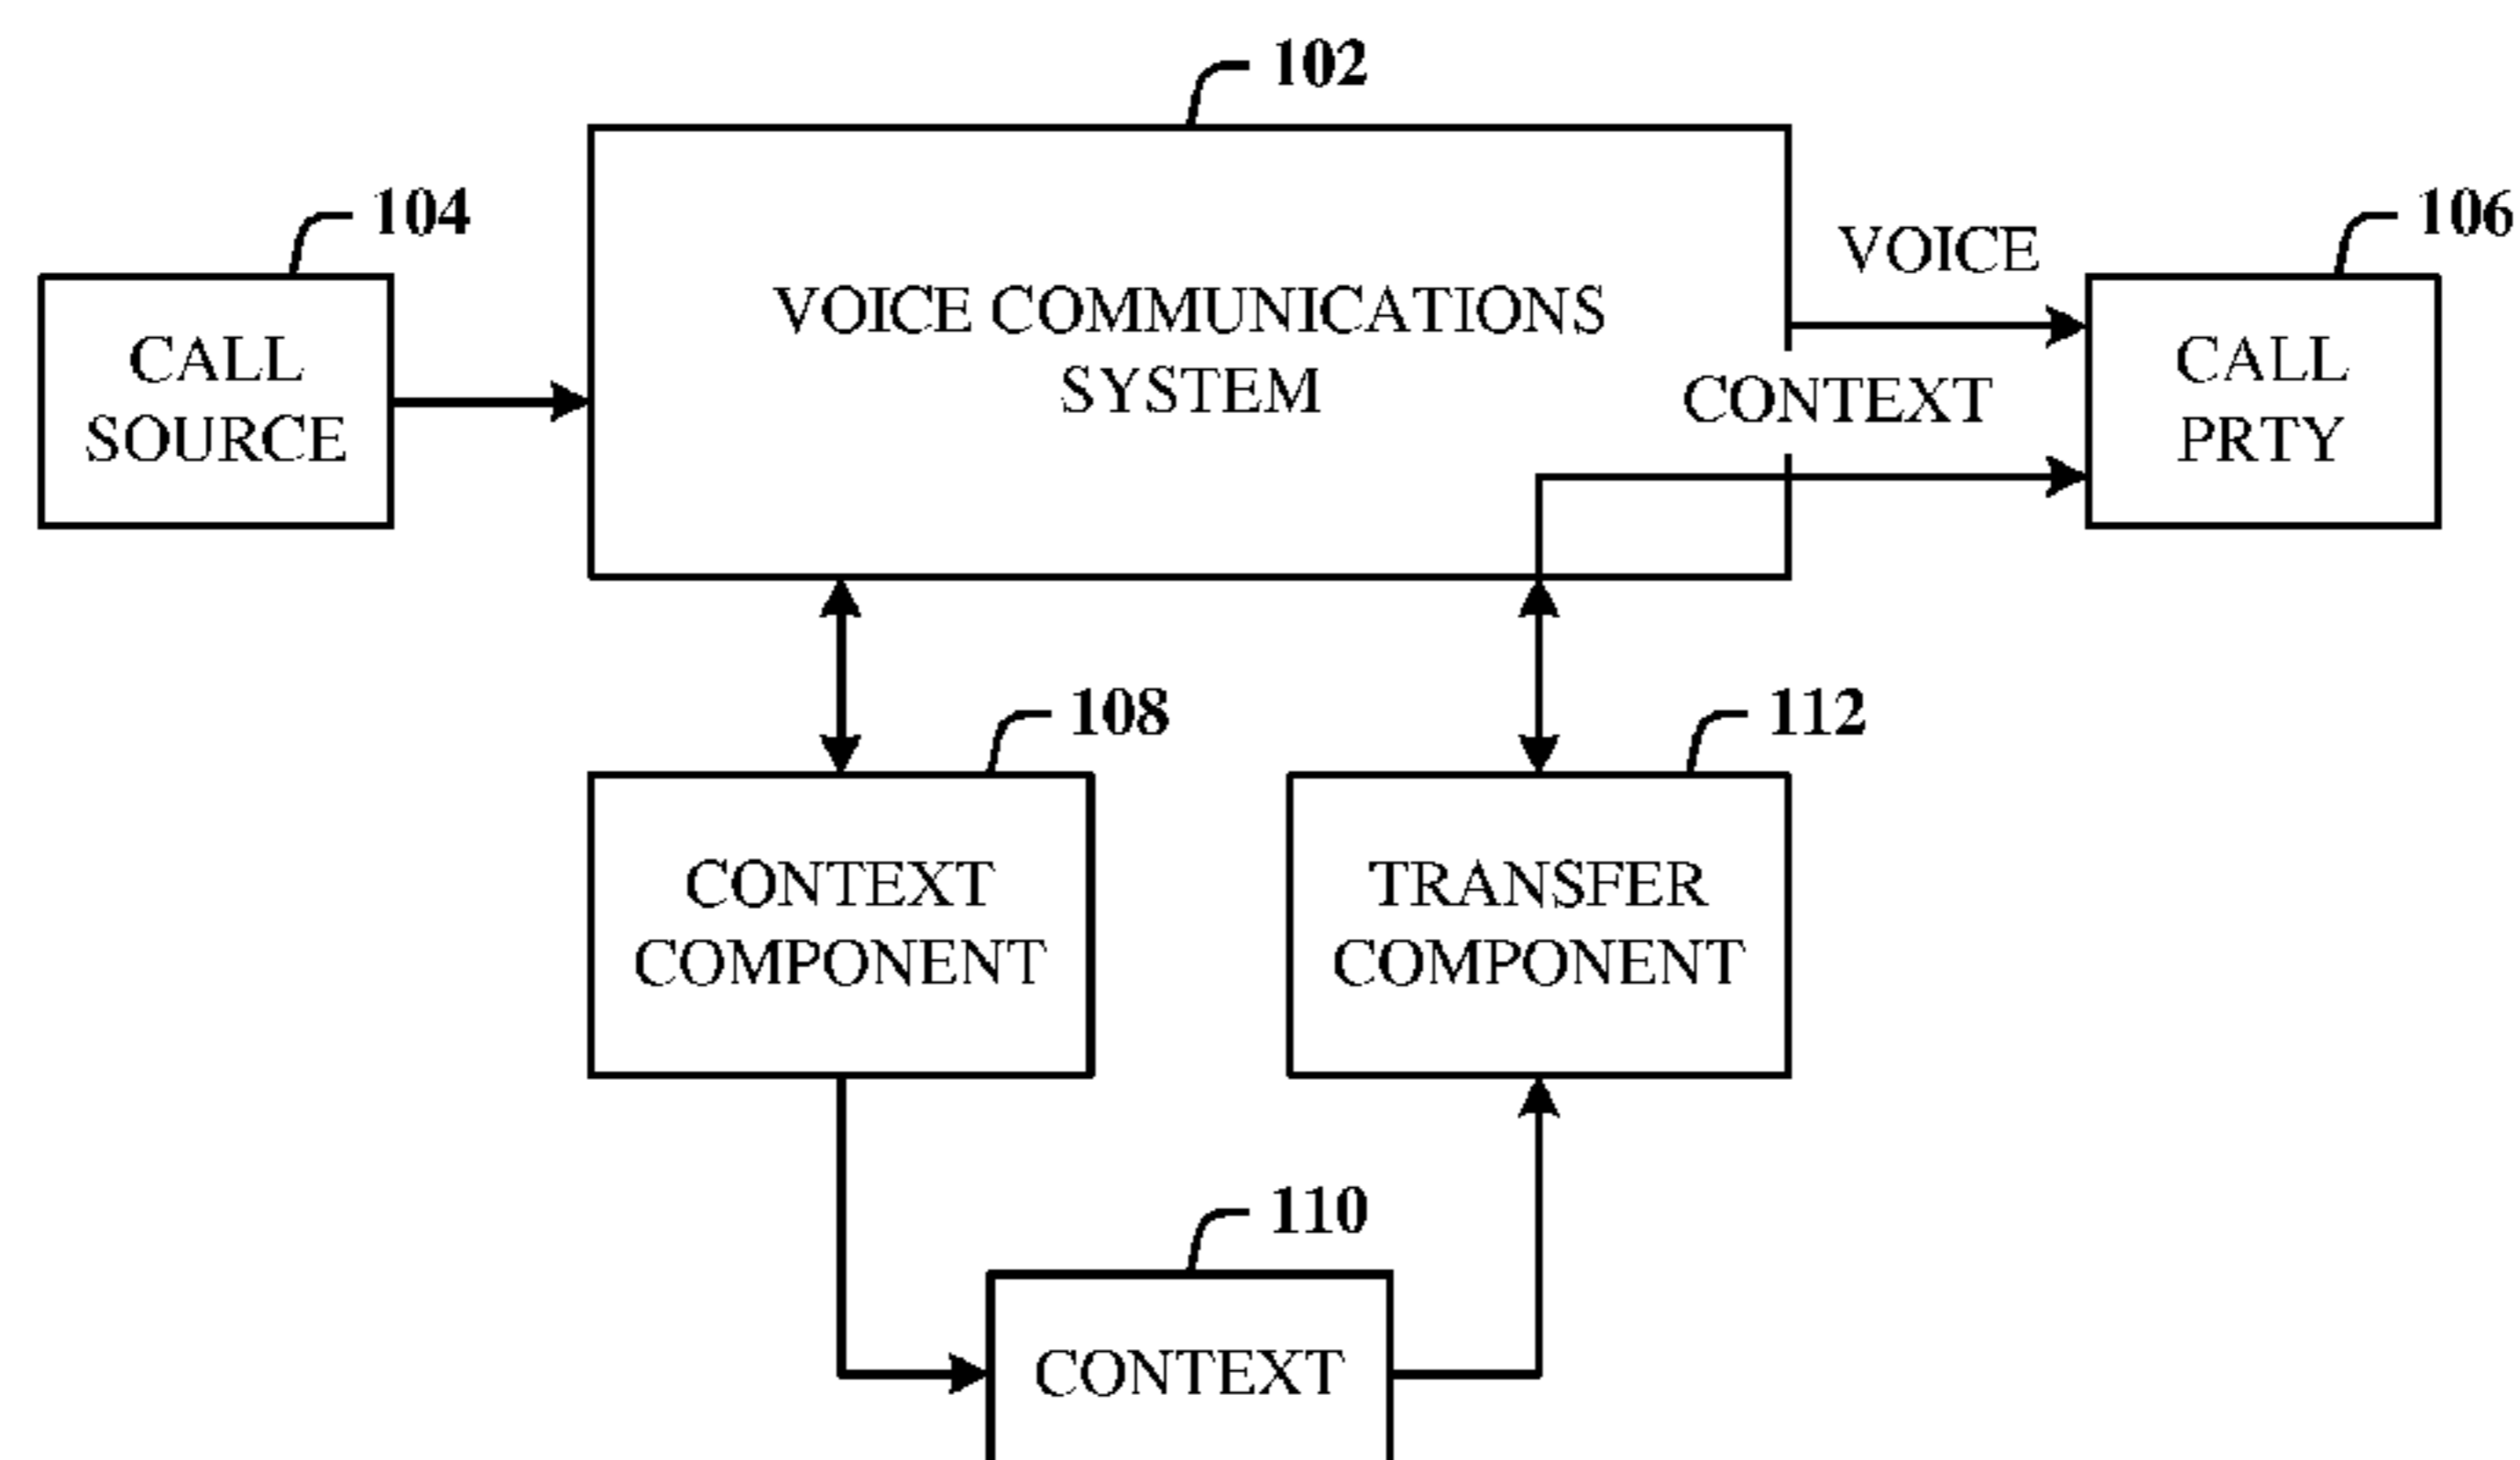 102
104
106
VOICE
VOICE COMMUNICATIONS
SYSTEM
CALL
SOURCE
CONTEXT
CALL
PRTY
108
112
CONTEXT
COMPONENT
TRANSFER
COMPONENT
110
CONTEXT